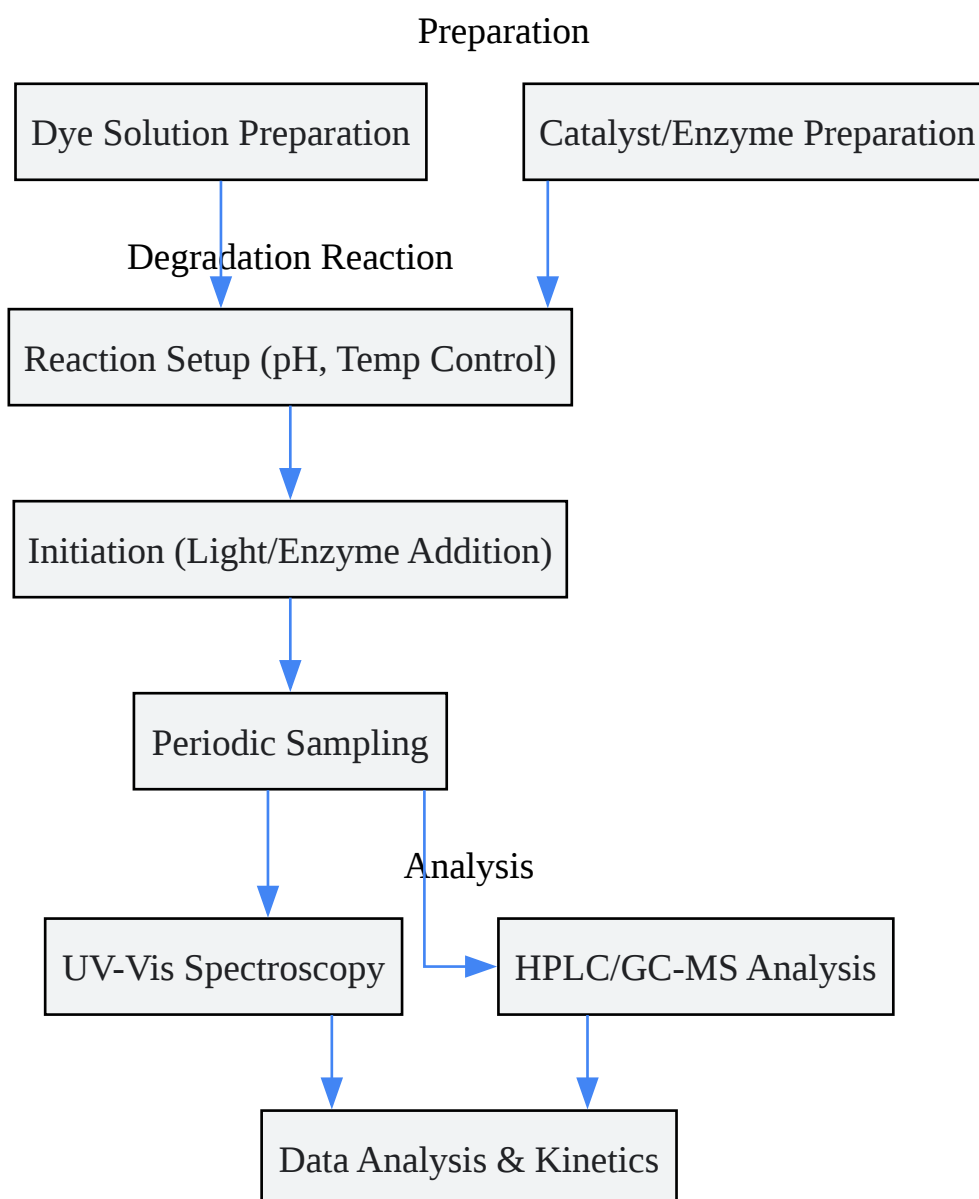 Preparation
Dye Solution Preparation
Catalyst/Enzyme Preparation
Degradation Reaction
Reaction Setup (pH, Temp Control)
Initiation (Light/Enzyme Addition)
Periodic Sampling
Analysis
UV-Vis Spectroscopy
HPLC/GC-MS Analysis
Data Analysis & Kinetics